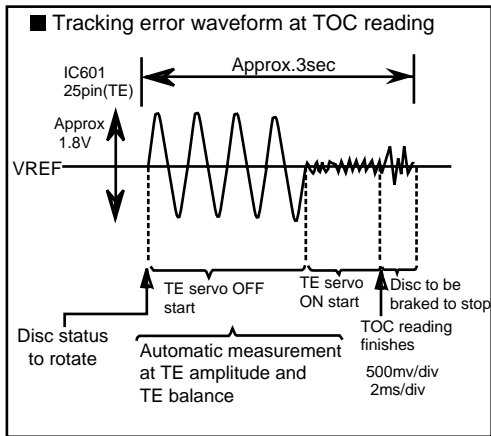 ■ Tracking error waveform at TOC reading
IC601
25pin(TE)
Approx.3sec
Approx
1.8V
VREF
TE servo OFF
start
TE servo
ON start
Disc to be
braked to stop
Disc status
to rotate
TOC reading
finishes
Automatic measurement
at TE amplitude and
TE balance
500mv/div
2ms/div